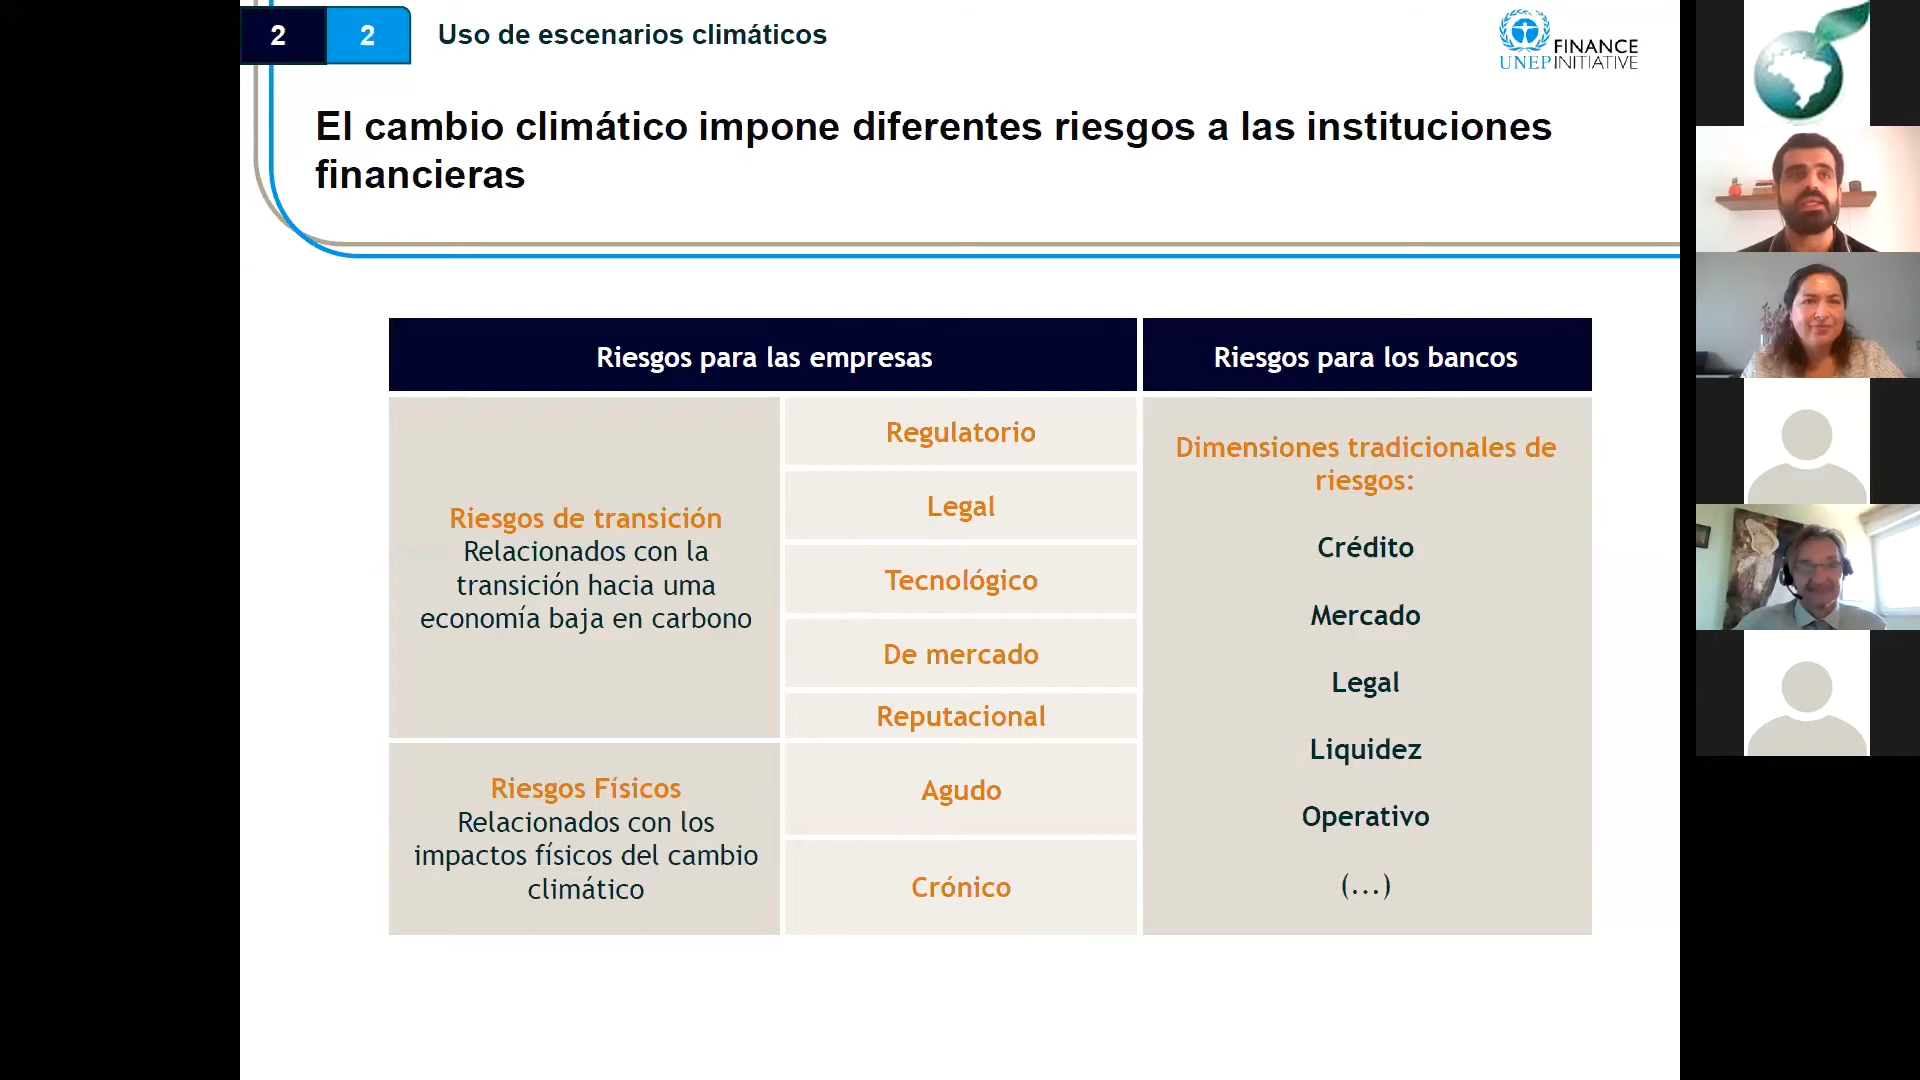 2
2
Uso de escenarios climáticos
FINANCE
UNEP INITIATIVE
El cambio climático impone diferentes riesgos a las instituciones
financieras
Riesgos para las empresas
Riesgos para los bancos
Riesgos de transición
Relacionados con la
transición hacia uma
economía baja en carbono
Regulatorio
Legal
Tecnológico
De mercado
Reputacional
Riesgos Físicos
Relacionados con los
impactos físicos del cambio
climático
Agudo
Crónico
Dimensiones tradicionales de
riesgos:
Crédito
Mercado
Legal
Liquidez
Operativo
(...)